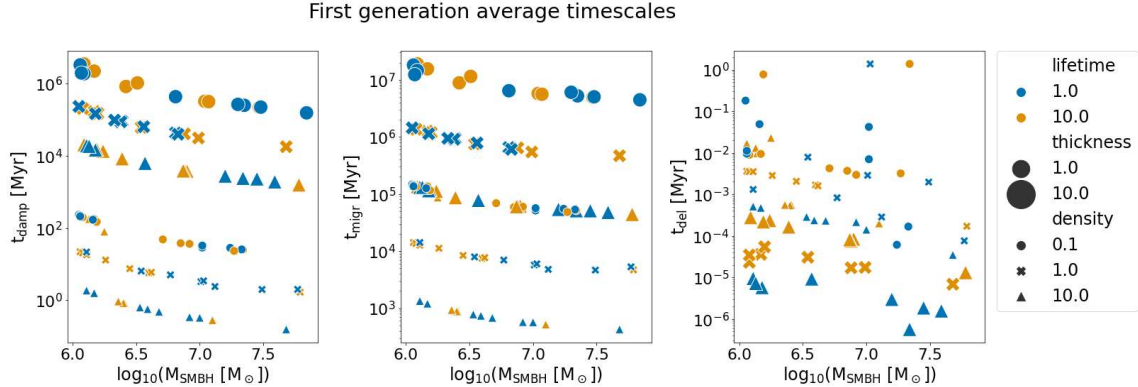 First generation average timescales
t_damp [Myr]
10^6
10^4
10^2
10^0
6.0 6.5 7.0 7.5
log10(M_SMBH [M_⊙])
t_migr [Myr]
10^7
10^6
10^5
10^4
10^3
6.0 6.5 7.0 7.5
log10(M_SMBH [M_⊙])
t_del [Myr]
10^0
10^−1
10^−2
10^−3
10^−4
10^−5
10^−6
6.0 6.5 7.0 7.5
log10(M_SMBH [M_⊙])
lifetime
1.0
10.0
thickness
1.0
10.0
density
0.1
1.0
10.0